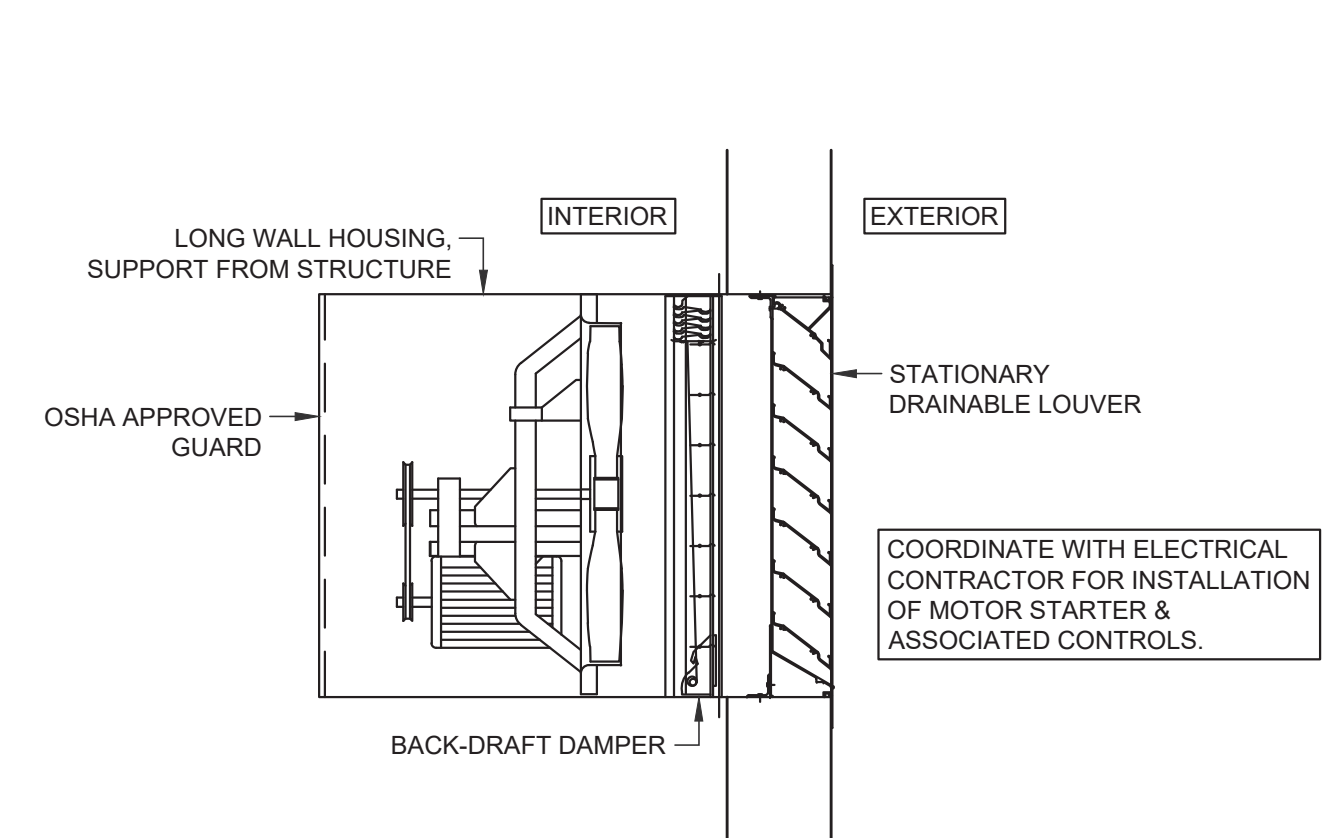 INTERIOR
EXTERIOR
LONG WALL HOUSING,
SUPPORT FROM STRUCTURE
STATIONARY
DRAINABLE LOUVER
OSHA APPROVED
GUARD
COORDINATE WITH ELECTRICAL
CONTRACTOR FOR INSTALLATION
OF MOTOR STARTER &
ASSOCIATED CONTROLS.
BACK-DRAFT DAMPER